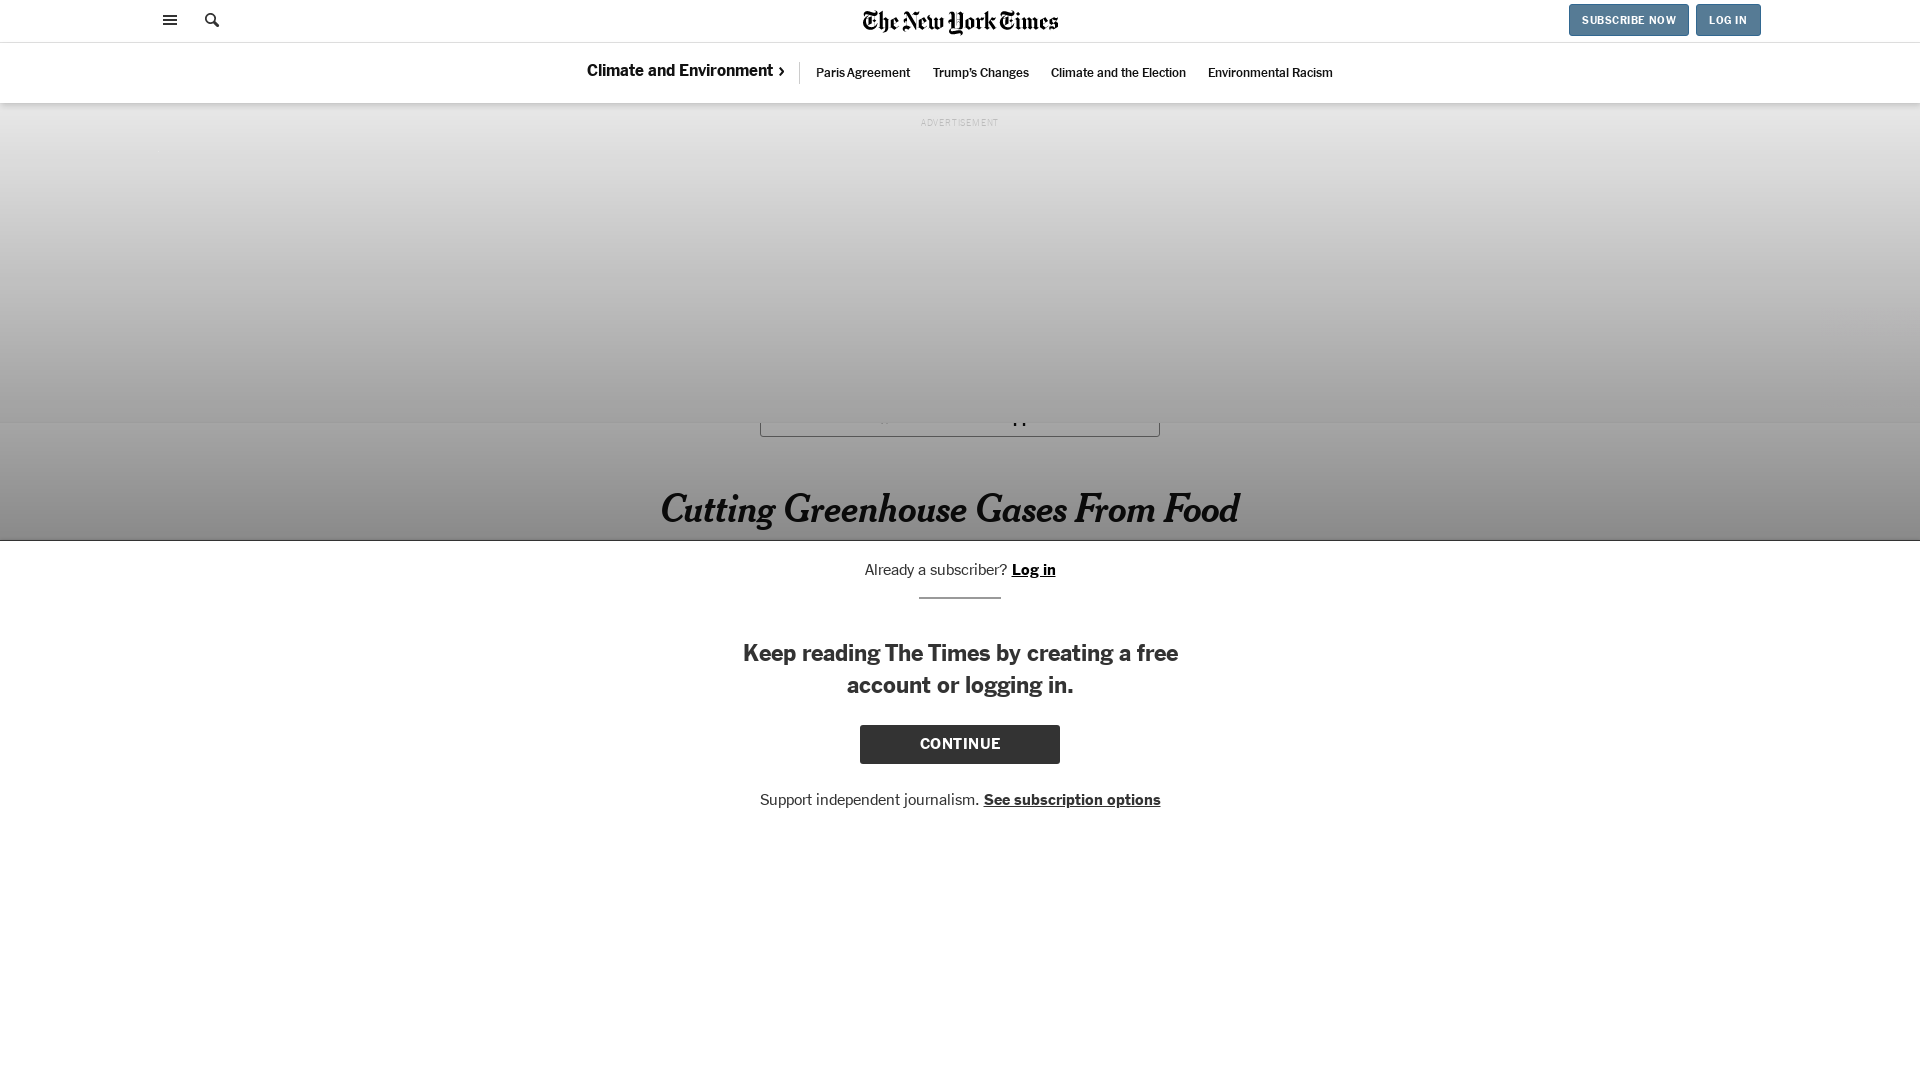 The New York Times
SUBSCRIBE NOW
LOG IN
Climate and Environment ›
Paris Agreement
Trump's Changes
Climate and the Election
Environmental Racism
ADVERTISEMENT
Cutting Greenhouse Gases From Food
Already a subscriber? Log in
Keep reading The Times by creating a free
account or logging in.
CONTINUE
Support independent journalism. See subscription options